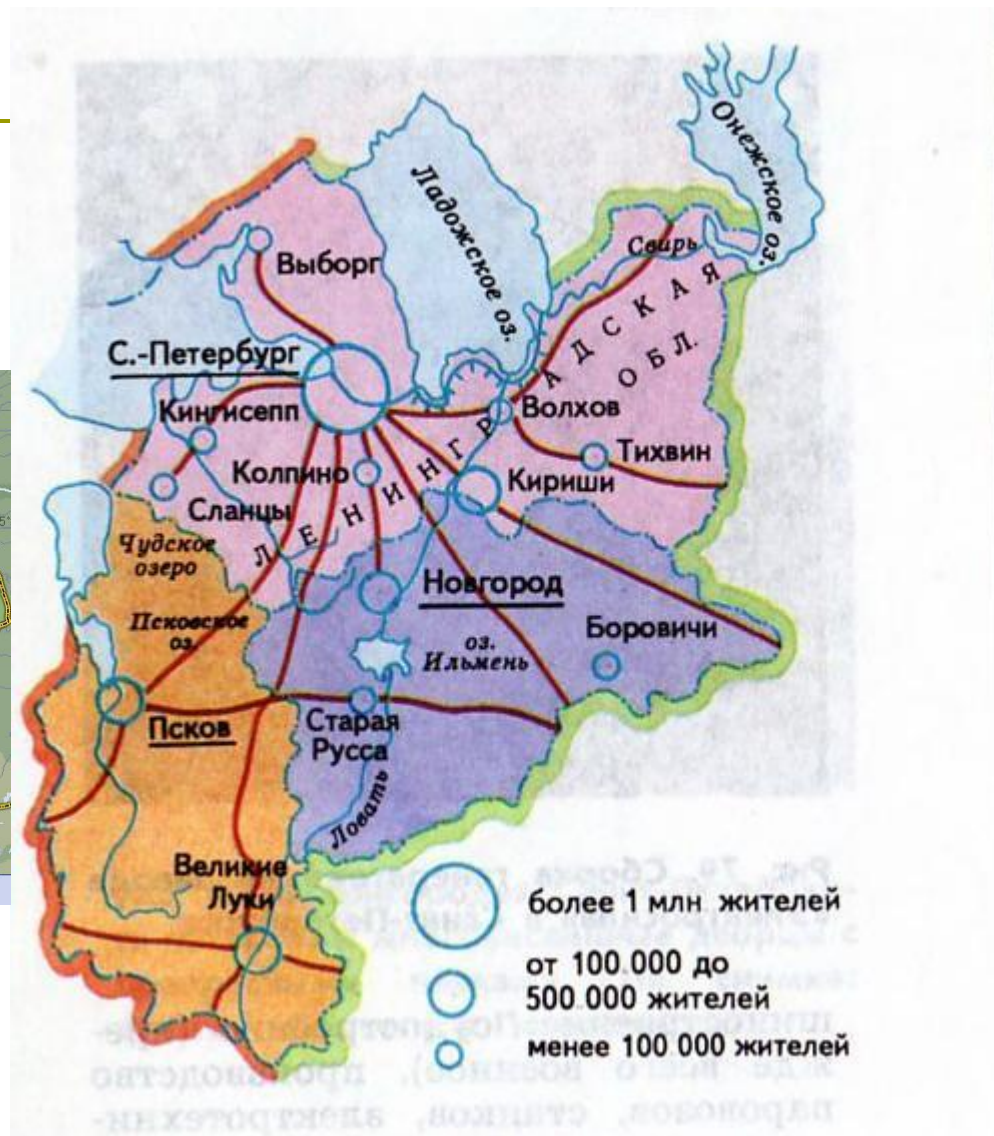 Онежское оз.
Ладожское оз.
Свирь
Выборг
ЛЕНИНГРАДСКАЯ
ОБЛ.
С.-Петербург
Кингисепп
Волхов
Тихвин
Колпино
Кириши
Сланцы
Чудское
озеро
Новгород
Псковское
оз.
Боровичи
оз.
Ильмень
Псков
Старая
Русса
Ловать
Великие
Луки
более 1 млн. жителей
от 100.000 до
500.000 жителей
менее 100.000 жителей